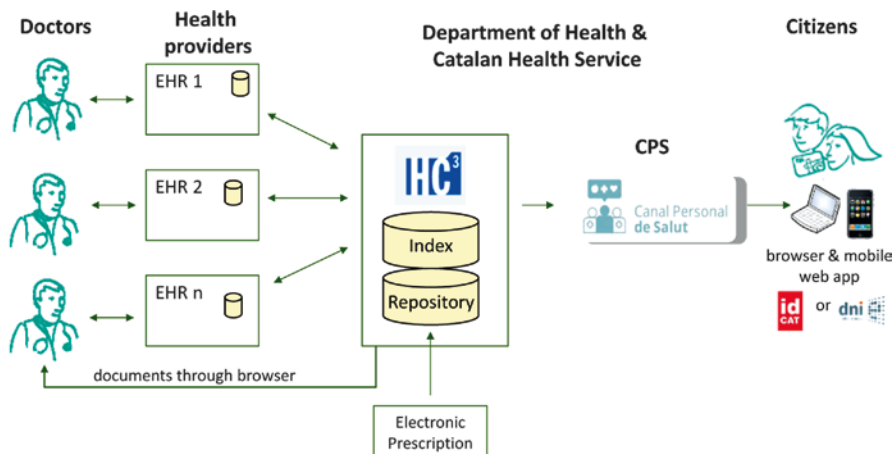 Doctors
Health
providers
Department of Health &
Catalan Health Service
Citizens
EHR 1
EHR 2
EHR n
HC3
Index
Repository
CPS
Canal Personal
de Salut
browser & mobile
web app
id
CAT
or
dni
documents through browser
Electronic
Prescription